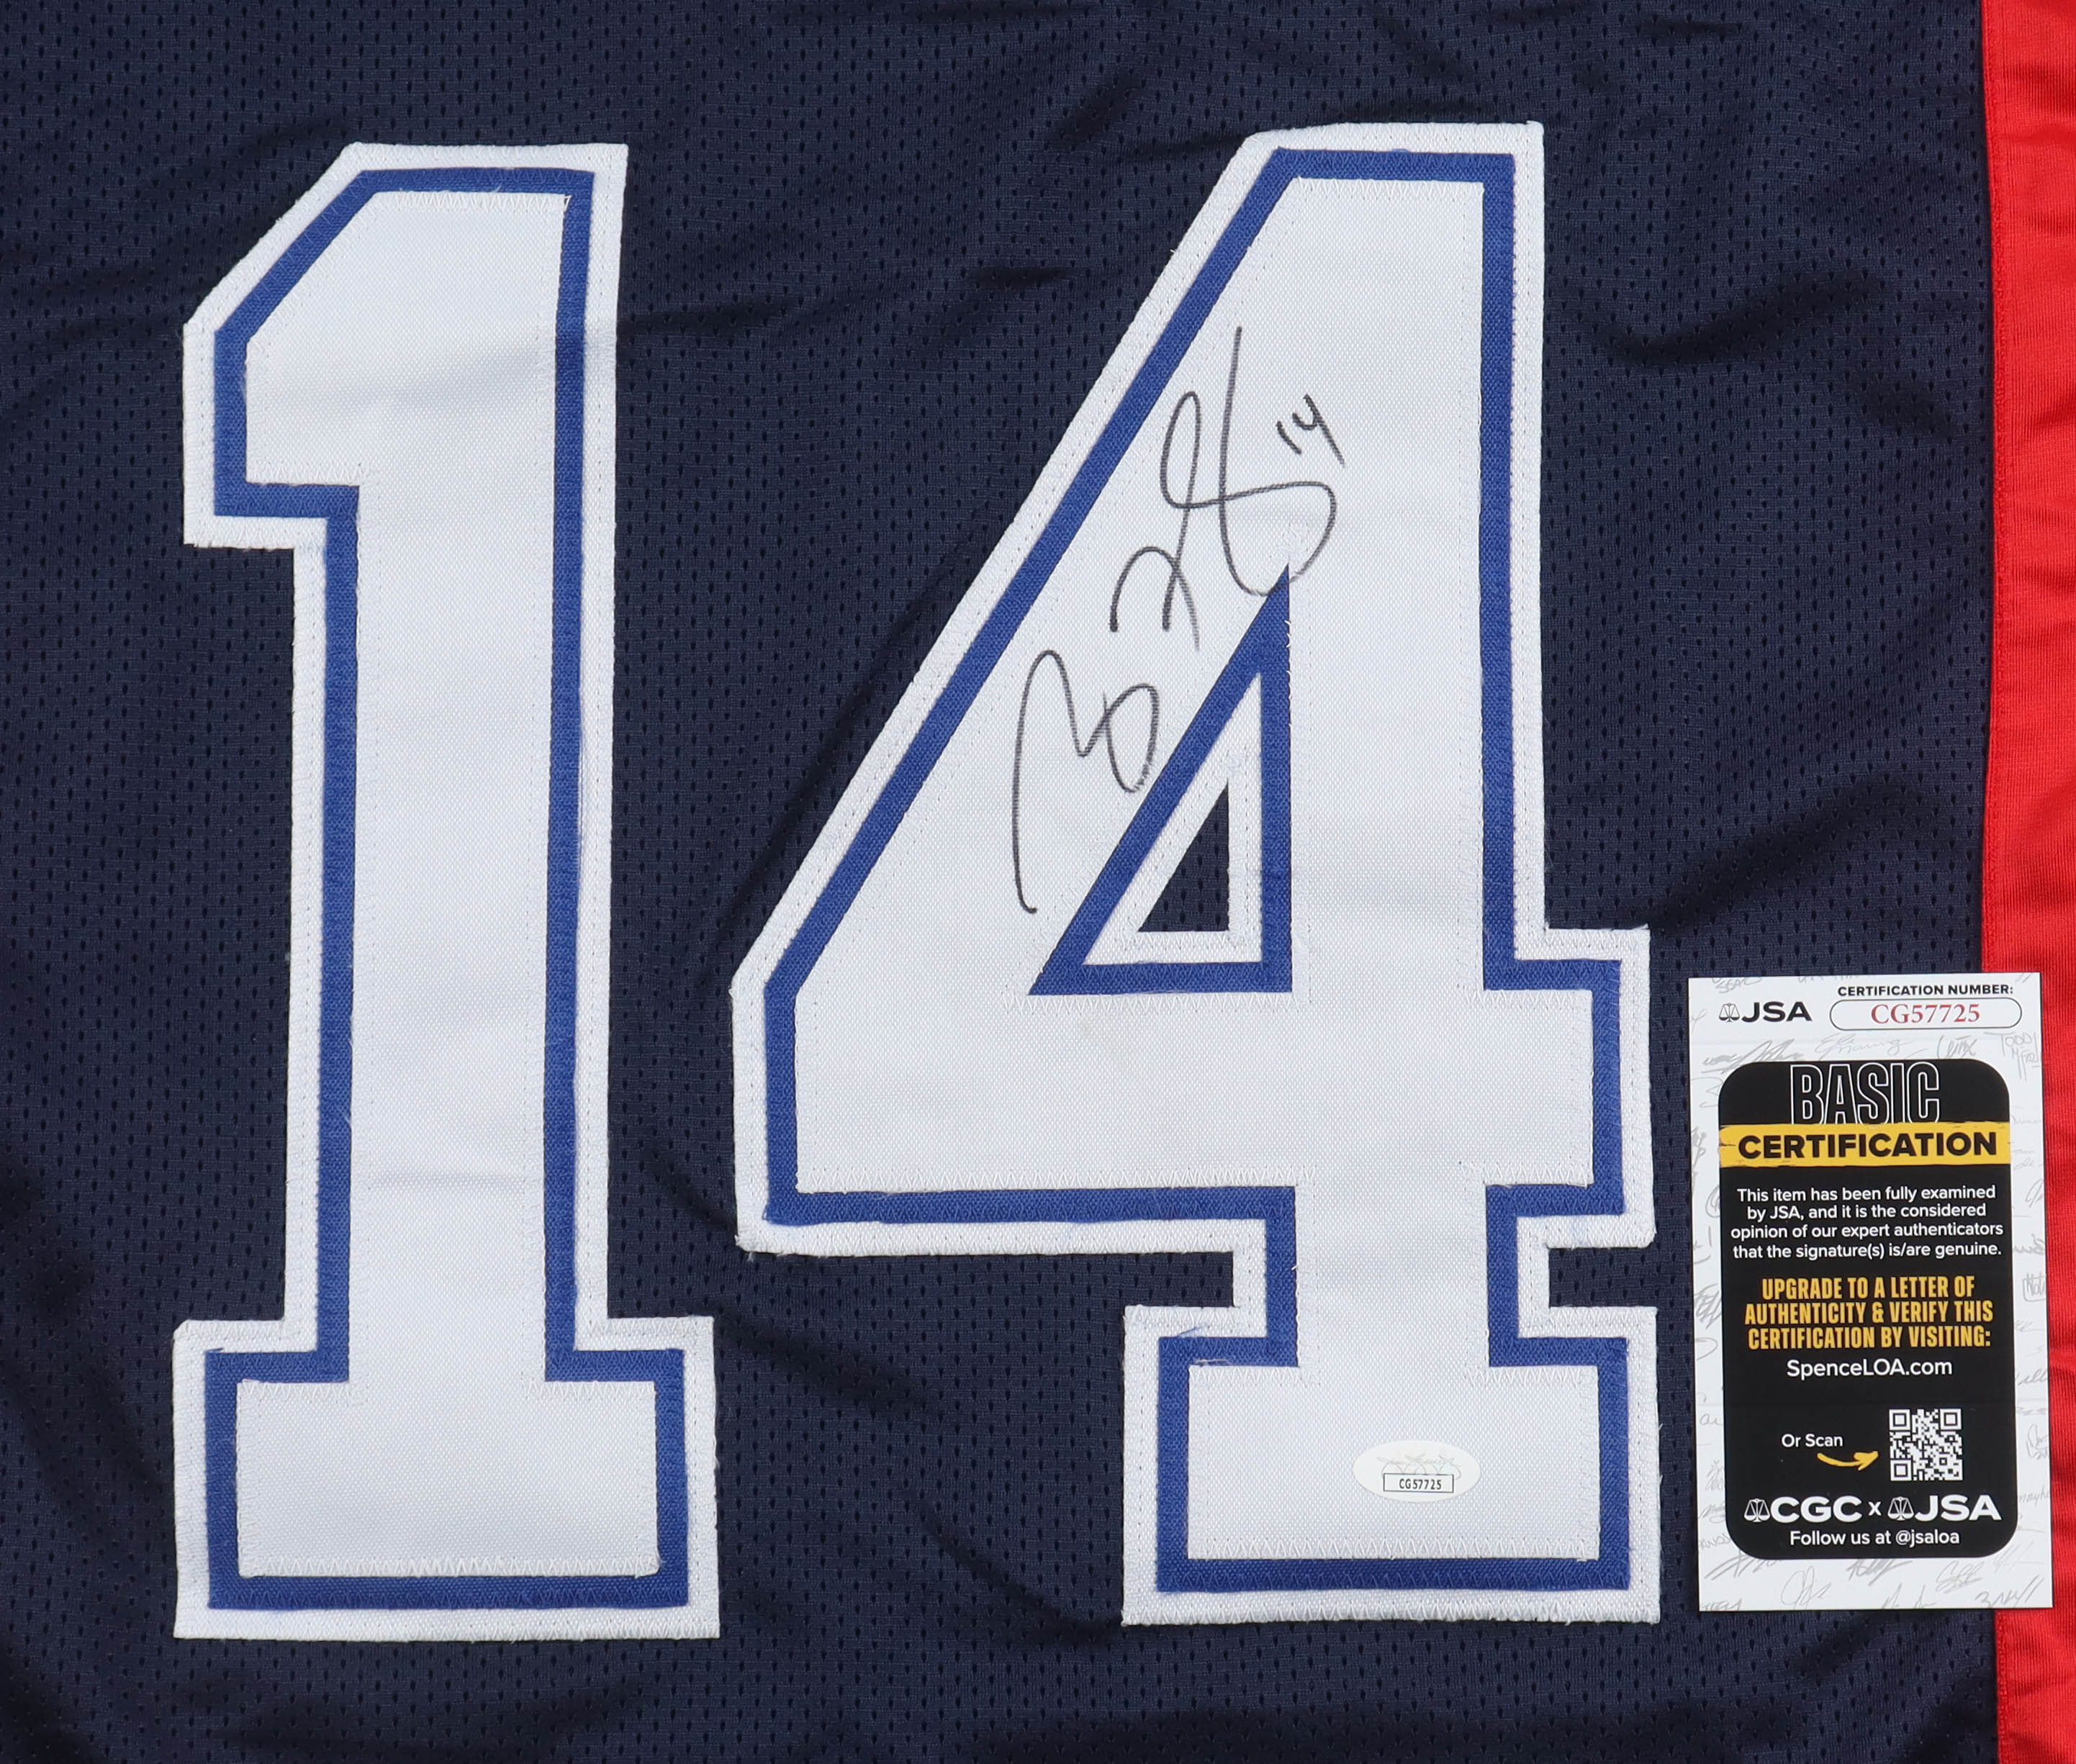 14
14
JSA
CERTIFICATION NUMBER:
CG57725
BASIC
CERTIFICATION
This item has been fully examined
by JSA, and it is the considered
opinion of our expert authenticators
that the signature(s) is/are genuine.
UPGRADE TO A LETTER OF
AUTHENTICITY & VERIFY THIS
CERTIFICATION BY VISITING:
SpenceLOA.com
Or Scan
CGC x JSA
Follow us at @jsaloa
CG57725